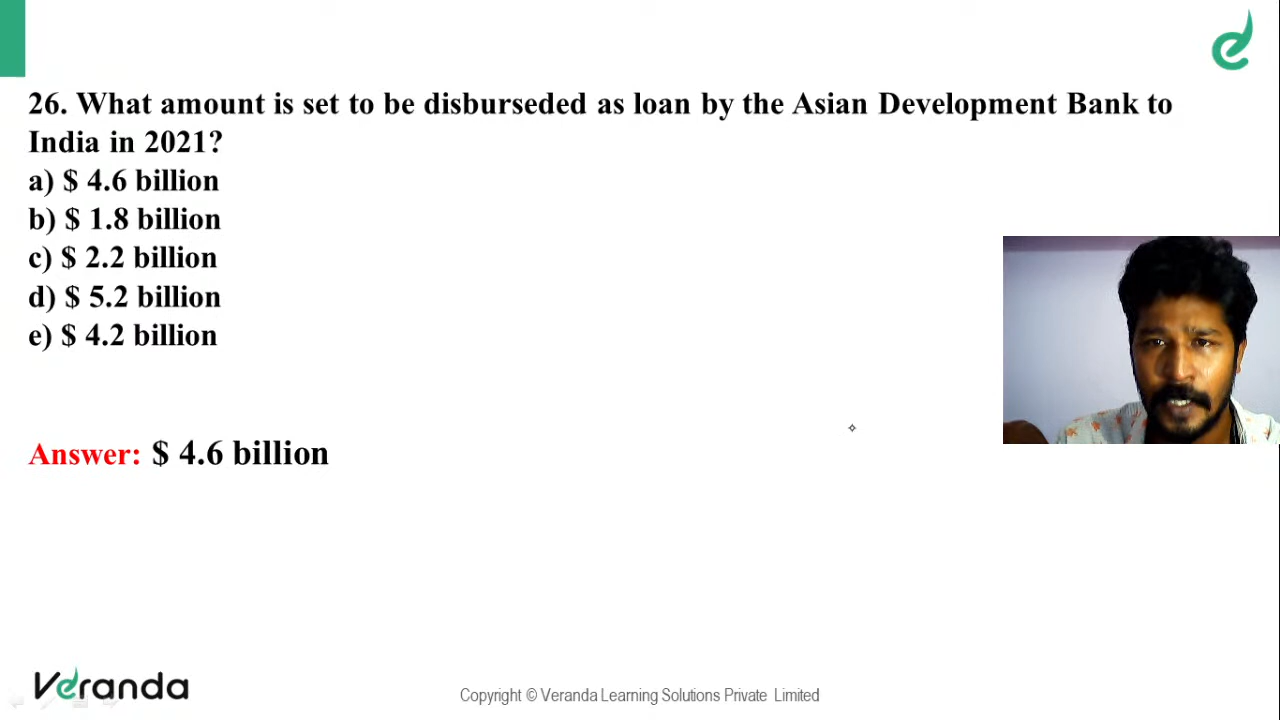 26. What amount is set to be disburseded as loan by the Asian Development Bank to
India in 2021?
a) $ 4.6 billion
b) $ 1.8 billion
c) $ 2.2 billion
d) $ 5.2 billion
e) $ 4.2 billion
Answer: $ 4.6 billion
Veranda
Copyright © Veranda Learning Solutions Private Limited